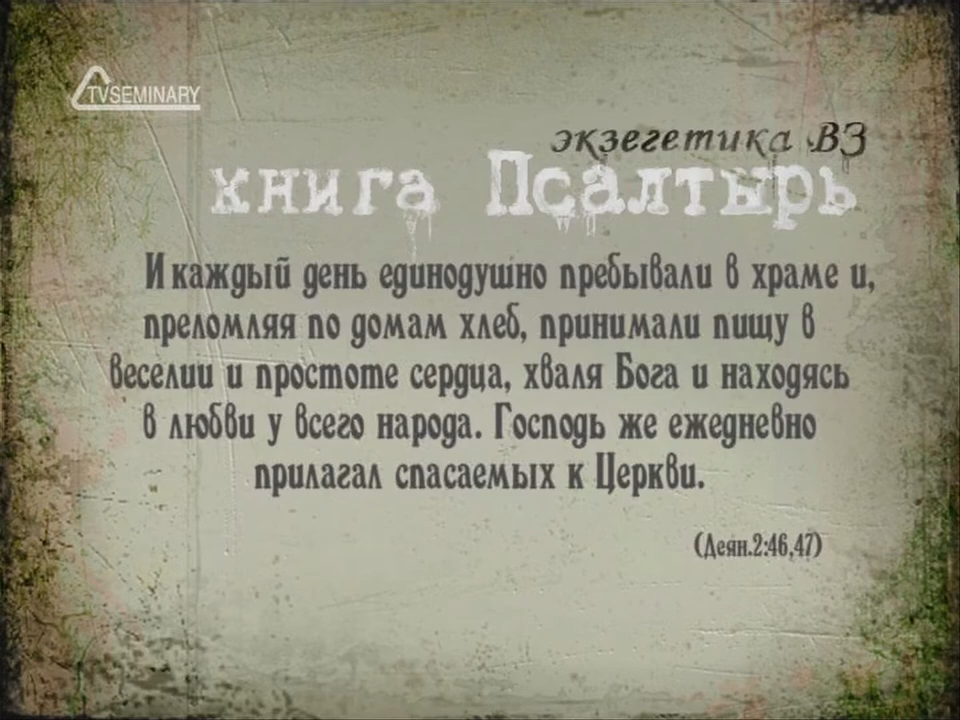 TVSEMINARY
экзегетика ВЗ
книга Псалтырь
И каждый день единодушно пребывали в храме и,
преломляя по домам хлеб, принимали пищу в
веселии и простоте сердца, хваля Бога и находясь
в любви у всего народа. Господь же ежедневно
прилагал спасаемых к Церкви.
(Деян.2:46,47)